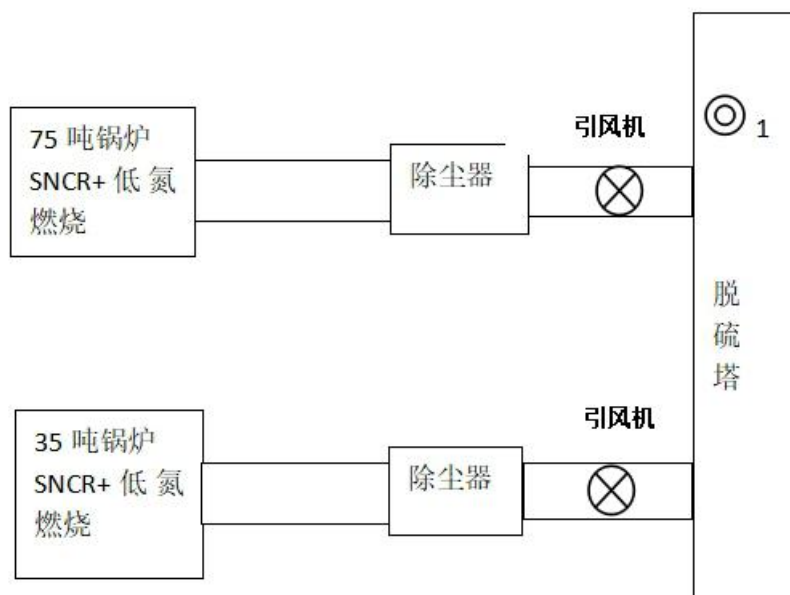 75 吨锅炉
SNCR+ 低 氮
燃烧
除尘器
引风机
1
脱
硫
塔
35 吨锅炉
SNCR+ 低 氮
燃烧
除尘器
引风机